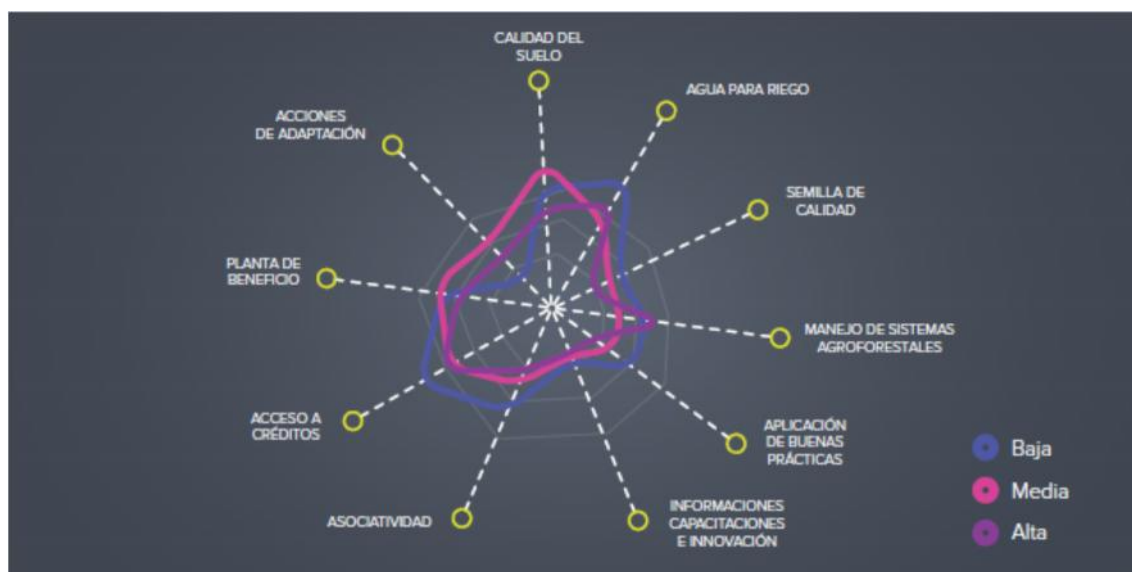 CALIDAD DEL
SUELO
AGUA PARA RIEGO
ACCIONES
DE ADAPTACIÓN
SEMILLA DE
CALIDAD
PLANTA DE
BENEFICIO
MANEJO DE SISTEMAS
AGROFORESTALES
ACCESO A
CRÉDITOS
APLICACIÓN
DE BUENAS
PRÁCTICAS
ASOCIATIVIDAD
INFORMACIONES
CAPACITACIONES
E INNOVACIÓN
Baja
Media
Alta